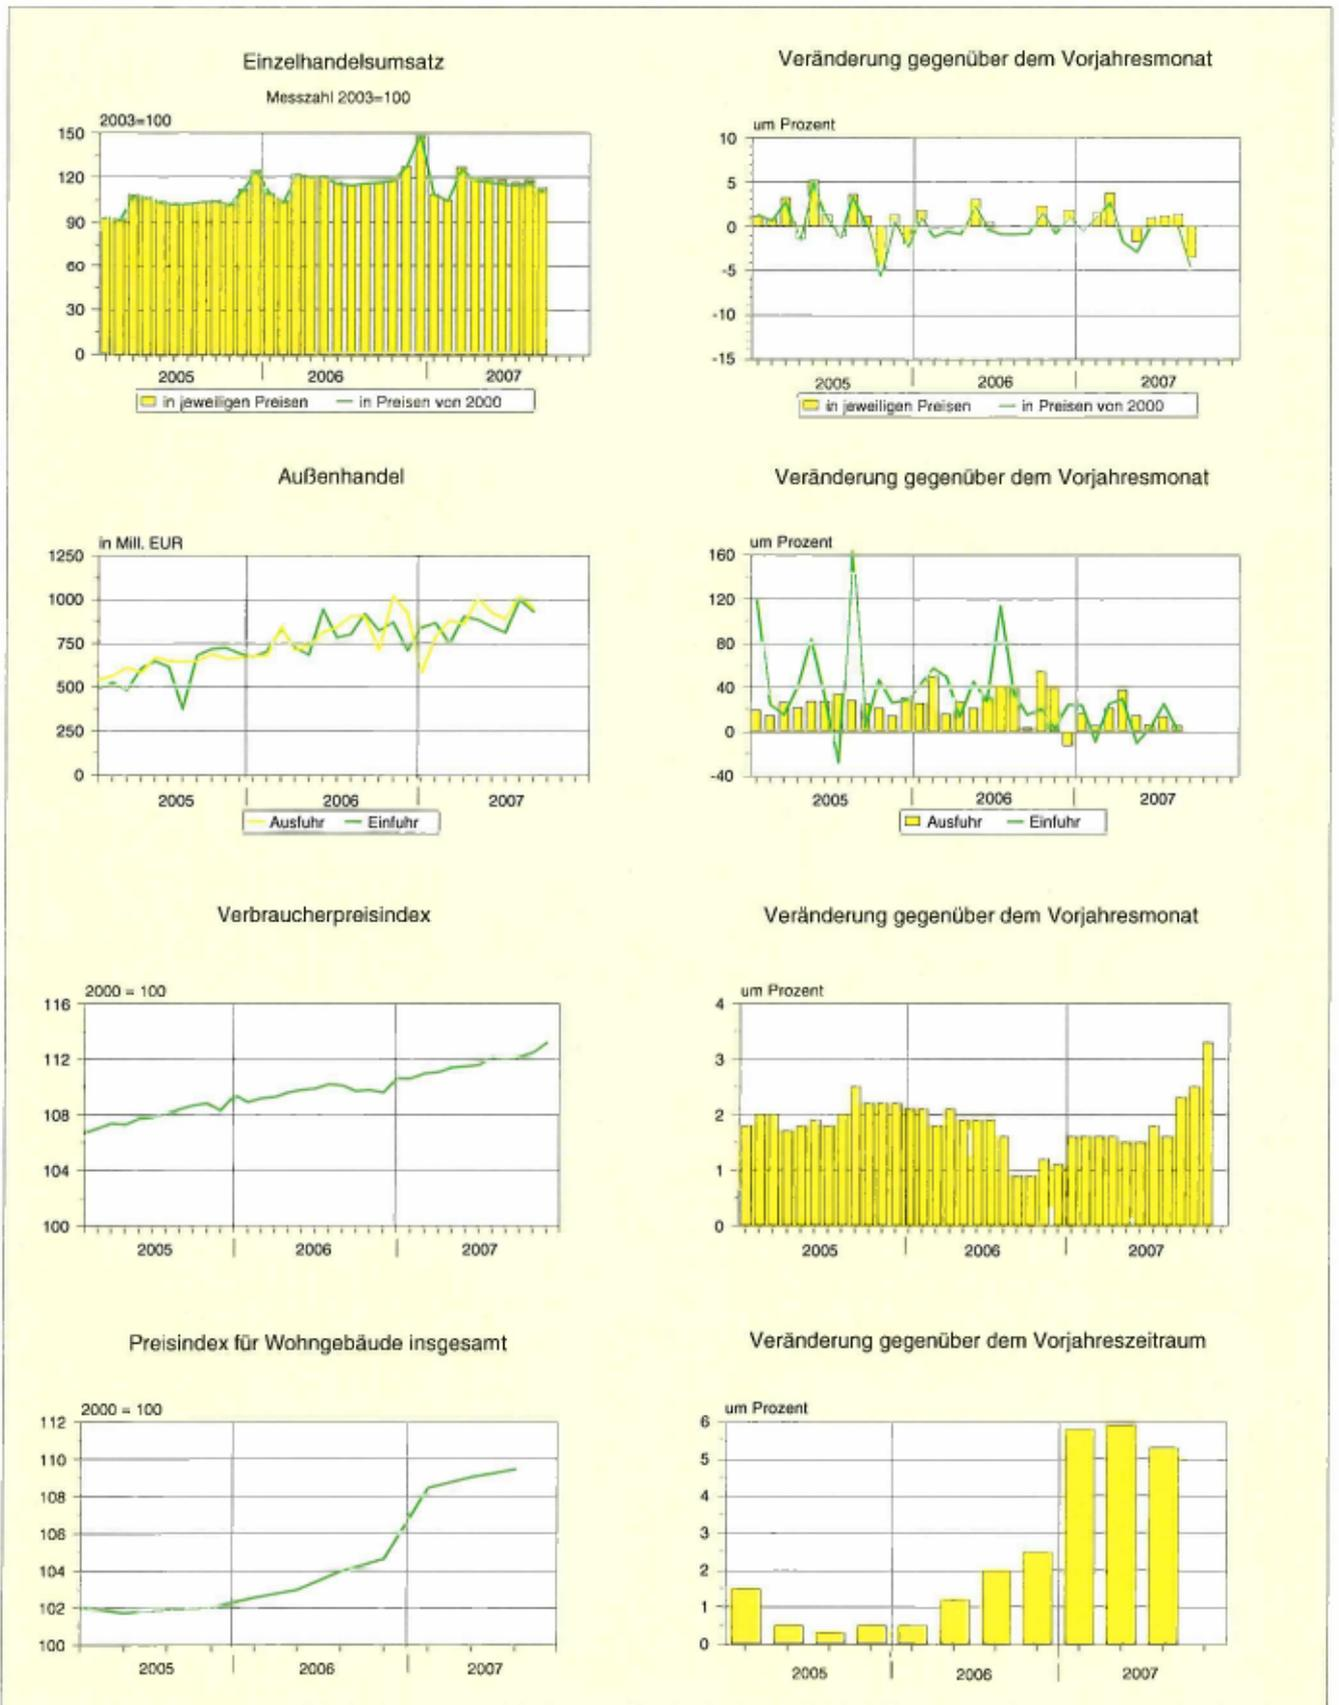 Einzelhandelsumsatz
Messzahl 2003=100
2003=100
150
120
90
60
30
0
2005 2006 2007
in jeweiligen Preisen in Preisen von 2000
Veränderung gegenüber dem Vorjahresmonat
um Prozent
10
5
0
-5
-10
-15
2005 2006 2007
in jeweiligen Preisen in Preisen von 2000
Außenhandel
in Mill. EUR
1250
1000
750
500
250
0
2005 2006 2007
Ausfuhr Einfuhr
Veränderung gegenüber dem Vorjahresmonat
um Prozent
160
120
80
40
0
-40
2005 2006 2007
Ausfuhr Einfuhr
Verbraucherpreisindex
2000 = 100
116
112
108
104
100
2005 2006 2007
Veränderung gegenüber dem Vorjahresmonat
um Prozent
4
3
2
1
0
2005 2006 2007
Preisindex für Wohngebäude insgesamt
2000 = 100
112
110
108
106
104
102
100
2005 2006 2007
Veränderung gegenüber dem Vorjahreszeitraum
um Prozent
6
5
4
3
2
1
0
2005 2006 2007